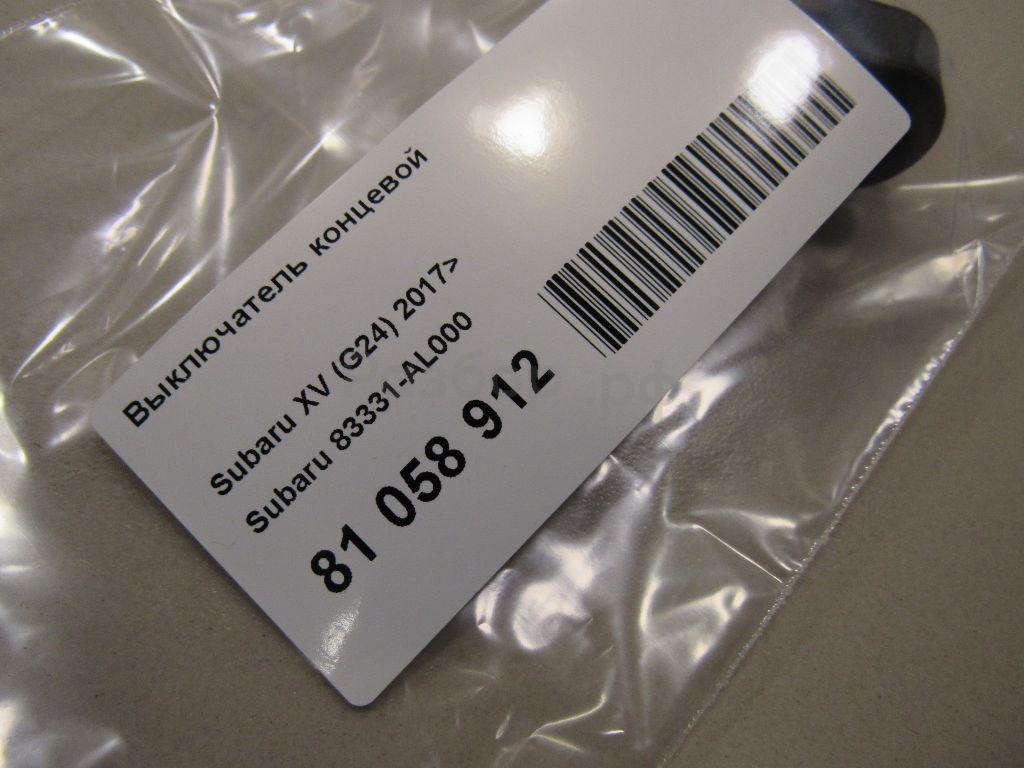 Выключатель концевой
Subaru XV (G24) 2017>
Subaru 83331-AL000
81 058 912